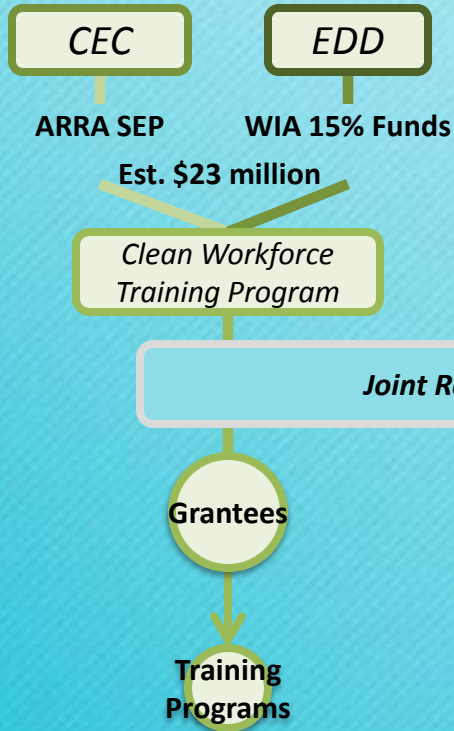 CEC
EDD
ARRA SEP
WIA 15% Funds
Est. $23 million
Clean Workforce
Training Program
Joint
Grantees
Training
Programs